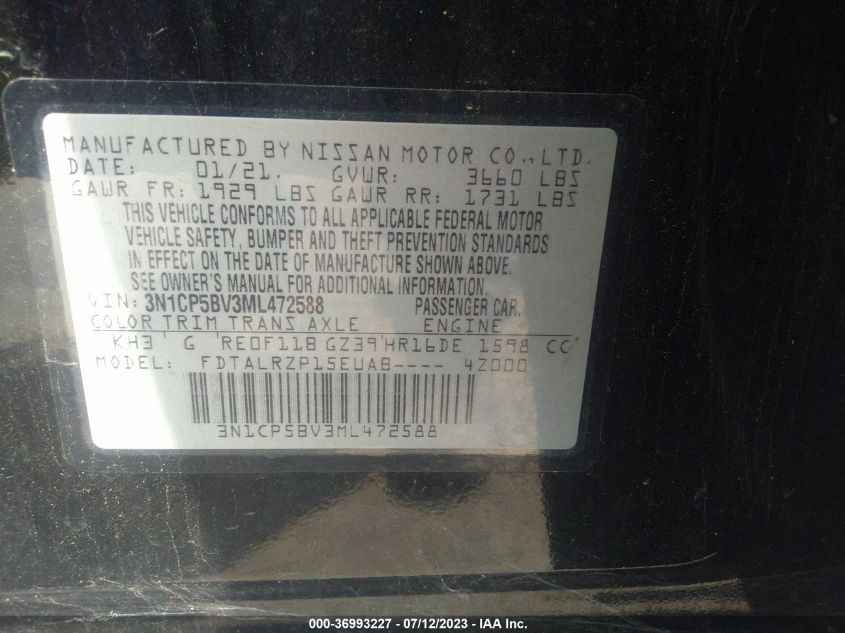 MANUFACTURED BY NISSAN MOTOR CO., LTD.
DATE: 01/21. GVWR: 3660 LBS
GAWR FR: 1929 LBS GAWR RR: 1731 LBS
THIS VEHICLE CONFORMS TO ALL APPLICABLE FEDERAL MOTOR
VEHICLE SAFETY, BUMPER AND THEFT PREVENTION STANDARDS
IN EFFECT ON THE DATE OF MANUFACTURE SHOWN ABOVE.
SEE OWNER'S MANUAL FOR ADDITIONAL INFORMATION.
VIN: 3N1CP5BV3ML472588 PASSENGER CAR.
COLOR TRIM TRANS AXLE ENGINE
KH3 G RE0F11B GZ39 HR16DE 1598 CC
MODEL: FDTALRZP15EUAB---- 4Z000
3N1CP5BV3ML472588
000-36993227 - 07/12/2023 - IAA Inc.